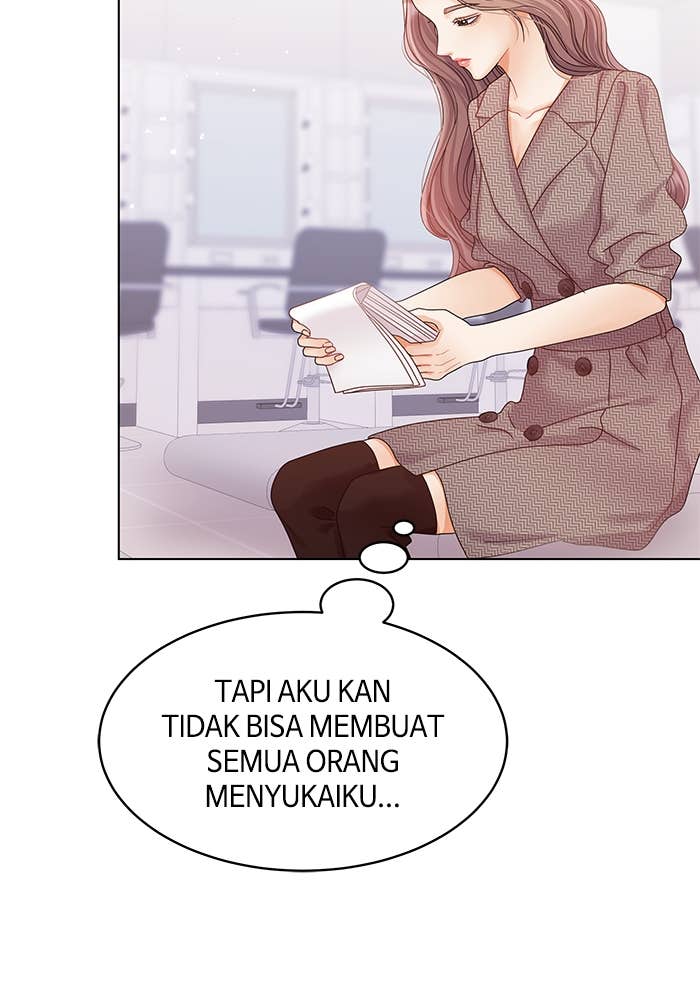 TAPI AKU KAN
TIDAK BISA MEMBUAT
SEMUA ORANG
MENYUKAIKU...